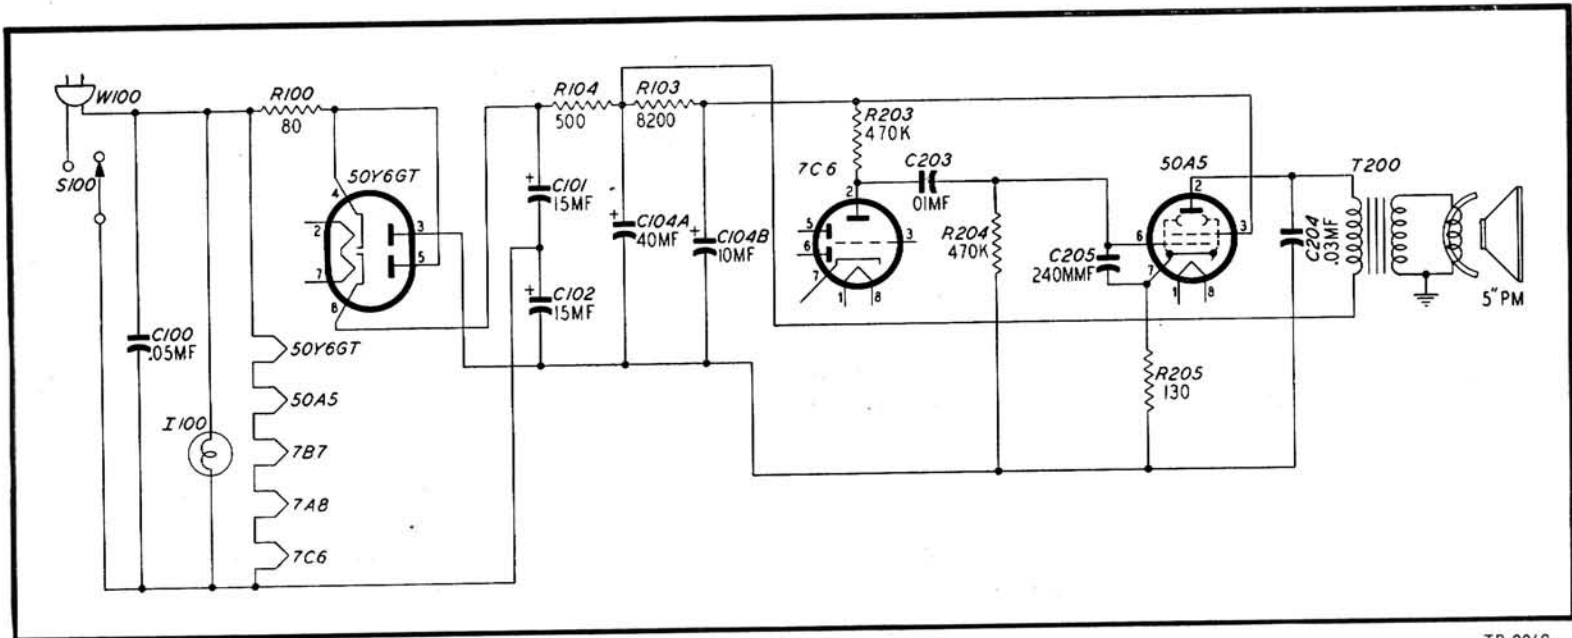 W100
S100
R100
80
50Y6GT
4
2
7
8
3
5
C100
.05MF
I100
50Y6GT
50A5
7B7
7A8
7C6
R104
500
R103
8200
+
C101
15MF
+
C102
15MF
+
C104A
40MF
+
C104B
10MF
R203
470K
7C6
2
5
6
3
7
1
8
C203
01MF
R204
470K
C205
240MMF
50A5
2
6
3
7
1
8
R205
130
C204
.03MF
T200
5"PM